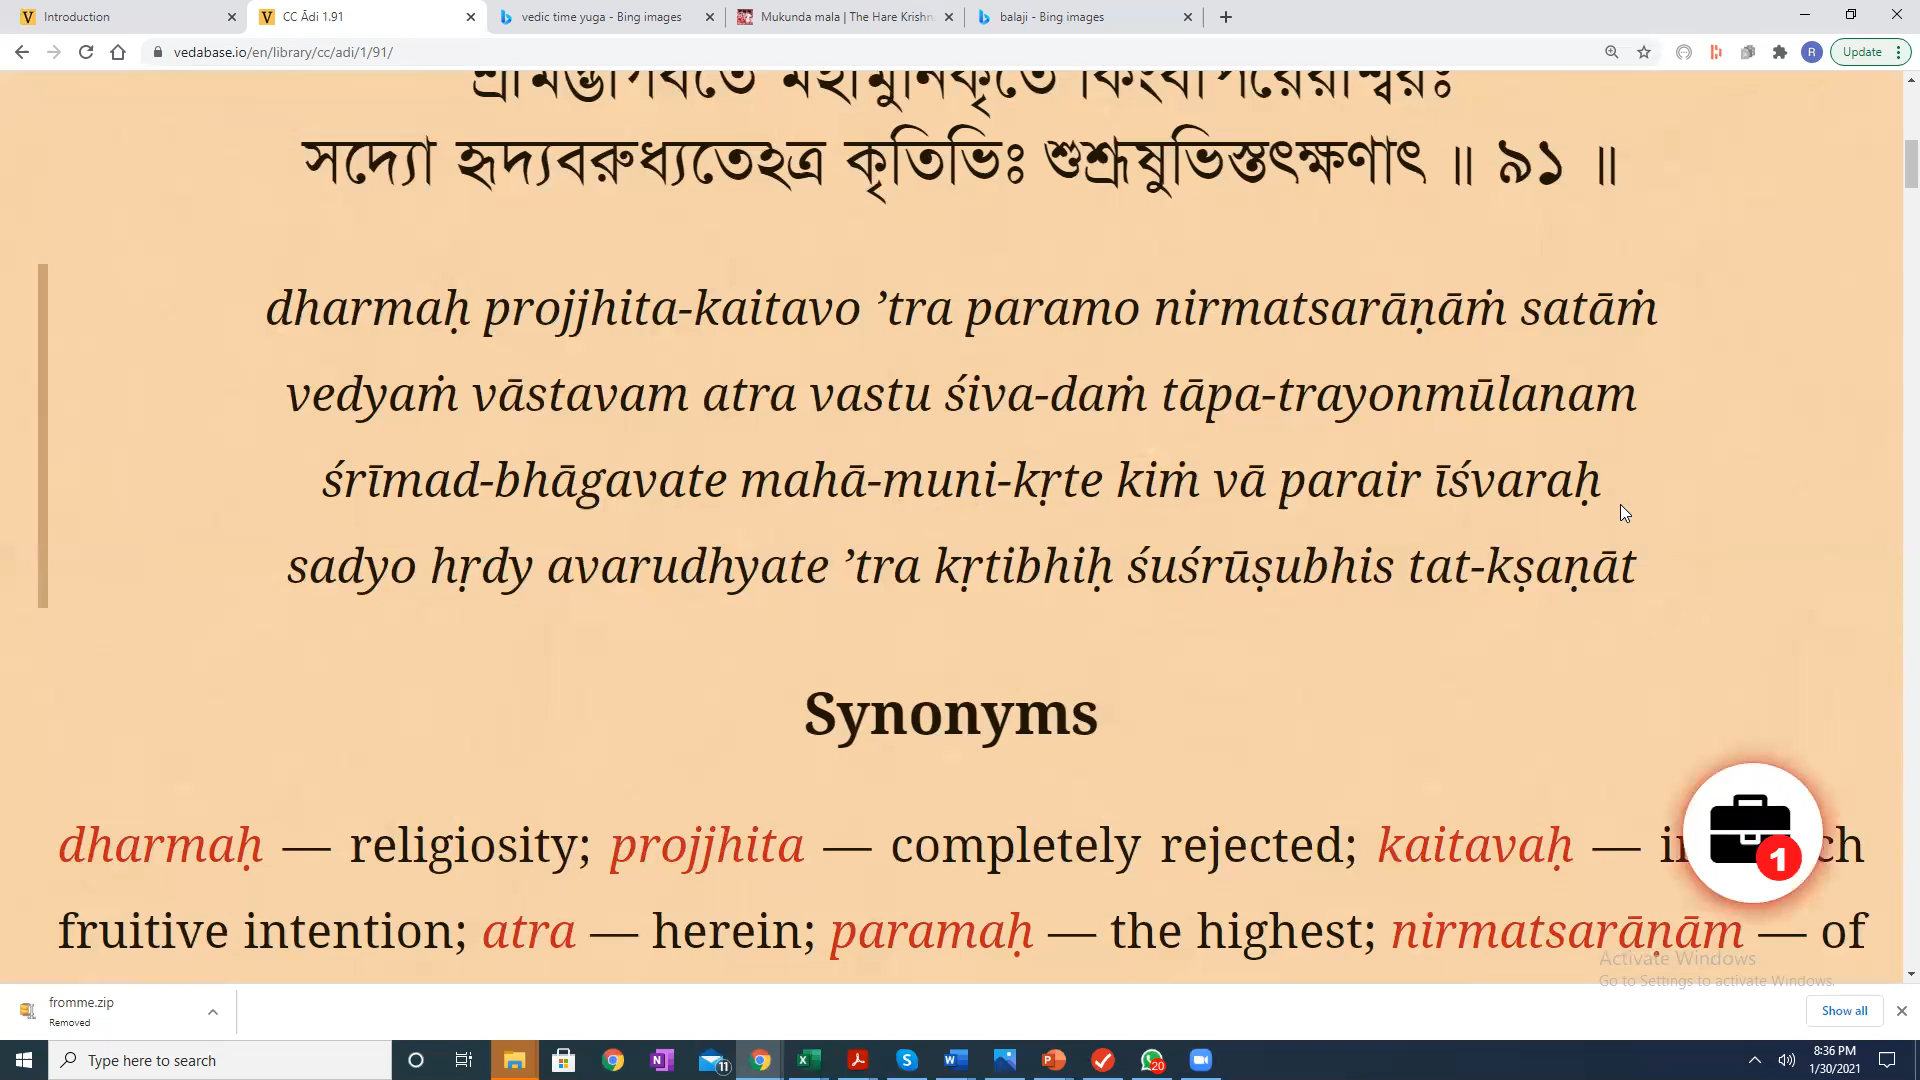 Introduction
CC Ādi 1.91
vedic time yuga - Bing images
Mukunda mala | The Hare Krishn
balaji - Bing images
vedabase.io/en/library/cc/adi/1/91/
R
Update
সদ্যো হৃদ্যবরুধ্যতেঽত্র কৃতিভিঃ শুশ্রূষুভিস্তৎক্ষণাৎ ॥ ৯১ ॥
dharmaḥ projjhita-kaitavo ’tra paramo nirmatsarāṇāṁ satāṁ
vedyaṁ vāstavam atra vastu śiva-daṁ tāpa-trayonmūlanam
śrīmad-bhāgavate mahā-muni-kṛte kiṁ vā parair īśvaraḥ
sadyo hṛdy avarudhyate ’tra kṛtibhiḥ śuśrūṣubhis tat-kṣaṇāt
Synonyms
dharmaḥ — religiosity; projjhita — completely rejected; kaitavaḥ —
1
fruitive intention; atra — herein; paramaḥ — the highest; nirmatsarāṇām — of
Activate Windows
Go to Settings to activate Windows.
fromme.zip
Removed
Show all
Type here to search
11
20
8:36 PM
1/30/2021